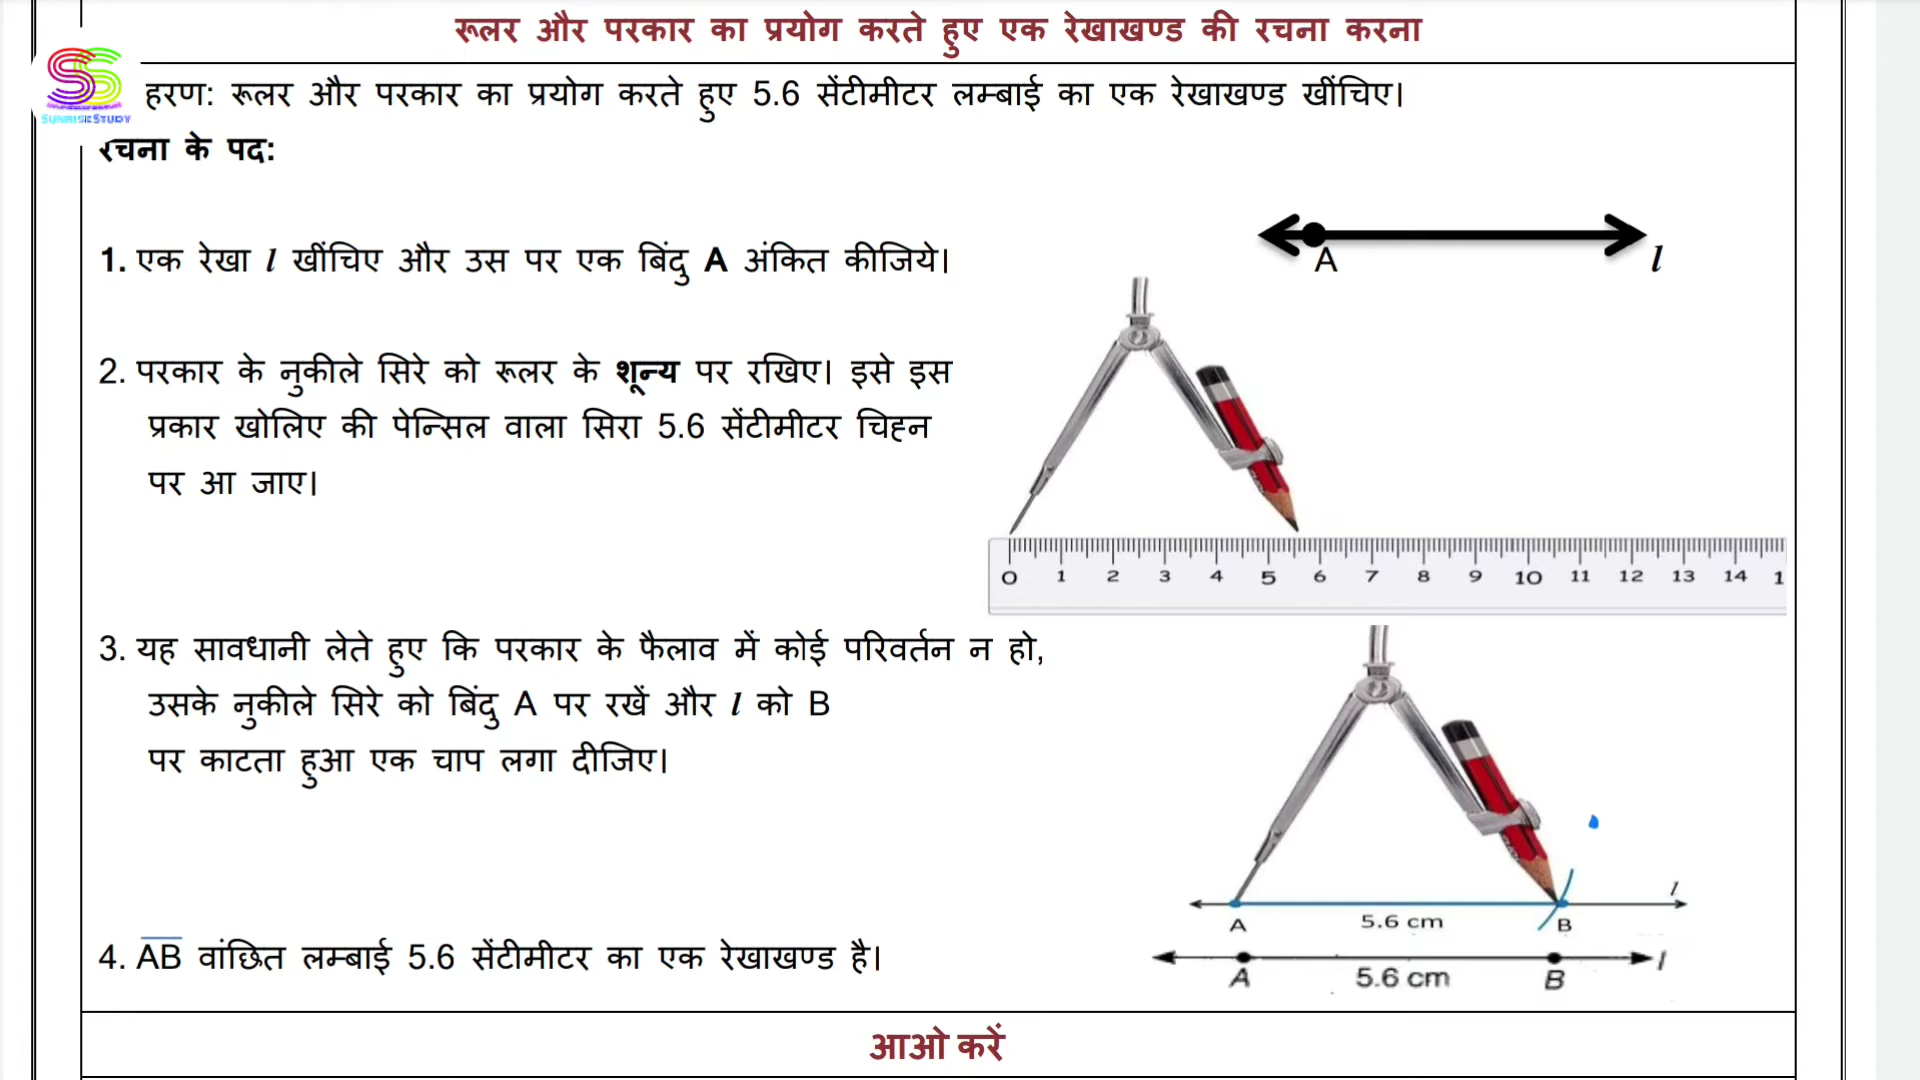 रूलर और परकार का प्रयोग करते हुए एक रेखाखण्ड की रचना करना
SS
SUNRISE STUDY
हरण: रूलर और परकार का प्रयोग करते हुए 5.6 सेंटीमीटर लम्बाई का एक रेखाखण्ड खींचिए।
रचना के पद:
1. एक रेखा l खींचिए और उस पर एक बिंदु A अंकित कीजिये।
A l
2. परकार के नुकीले सिरे को रूलर के शून्य पर रखिए। इसे इस
प्रकार खोलिए की पेन्सिल वाला सिरा 5.6 सेंटीमीटर चिह्न
पर आ जाए।
0 1 2 3 4 5 6 7 8 9 10 11 12 13 14 1
3. यह सावधानी लेते हुए कि परकार के फैलाव में कोई परिवर्तन न हो,
उसके नुकीले सिरे को बिंदु A पर रखें और l को B
पर काटता हुआ एक चाप लगा दीजिए।
l
A 5.6 cm B
4. AB वांछित लम्बाई 5.6 सेंटीमीटर का एक रेखाखण्ड है।
l
A 5.6 cm B
आओ करें